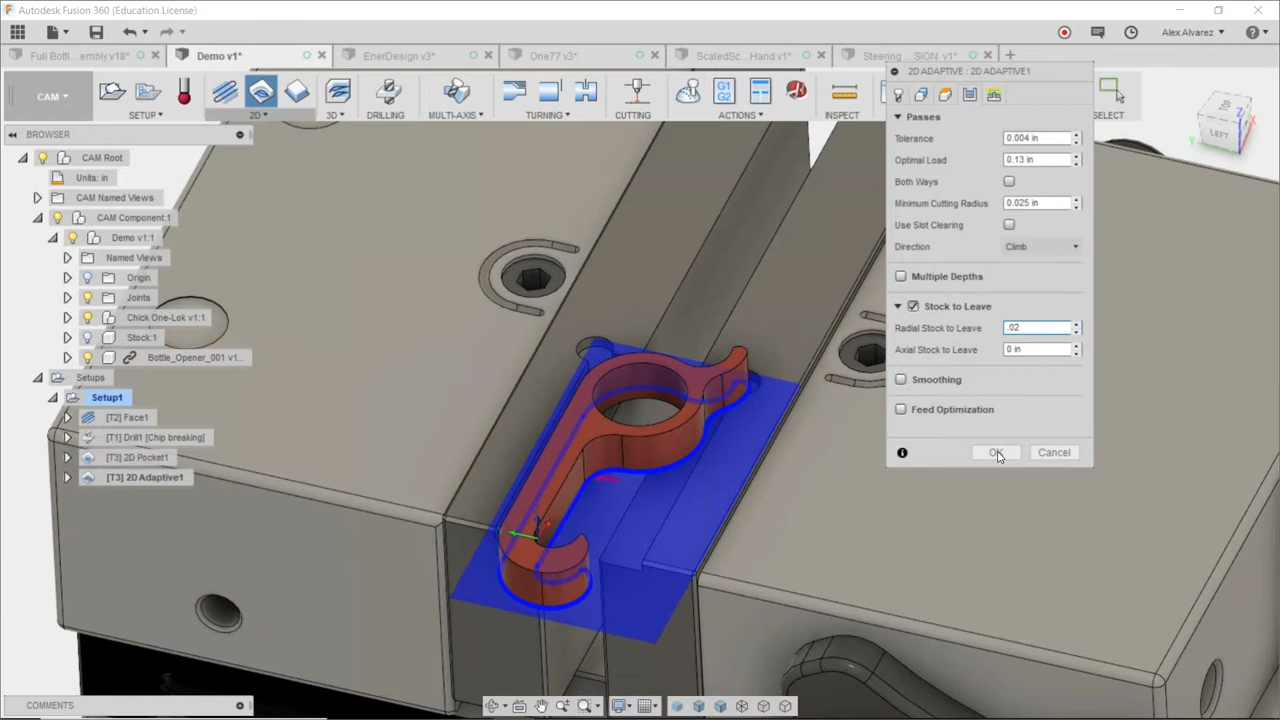 Autodesk Fusion 360 (Education License)
Alex Alvarez
Full Bottl... embly v18*
Demo v1*
EnerDesign v3*
One77 v3*
ScaledSc... Hand v1*
Steering ... SION_v1*
CAM
SETUP
2D
3D
DRILLING
MULTI-AXIS
TURNING
CUTTING
G1
G2
ACTIONS
INSPECT
SELECT
BROWSER
CAM Root
Units: in
CAM Named Views
CAM Component:1
Demo v1:1
Named Views
Origin
Joints
Chick One-Lok v1:1
Stock:1
Bottle_Opener_001 v1...
Setups
Setup1
[T2] Face1
[T1] Drill1 [Chip breaking]
[T3] 2D Pocket1
[T3] 2D Adaptive1
2D ADAPTIVE : 2D ADAPTIVE1
Passes
Tolerance 0.004 in
Optimal Load 0.13 in
Both Ways
Minimum Cutting Radius 0.025 in
Use Slot Clearing
Direction Climb
Multiple Depths
Stock to Leave
Radial Stock to Leave .02
Axial Stock to Leave 0 in
Smoothing
Feed Optimization
OK Cancel
Z
X
Y
LEFT
COMMENTS